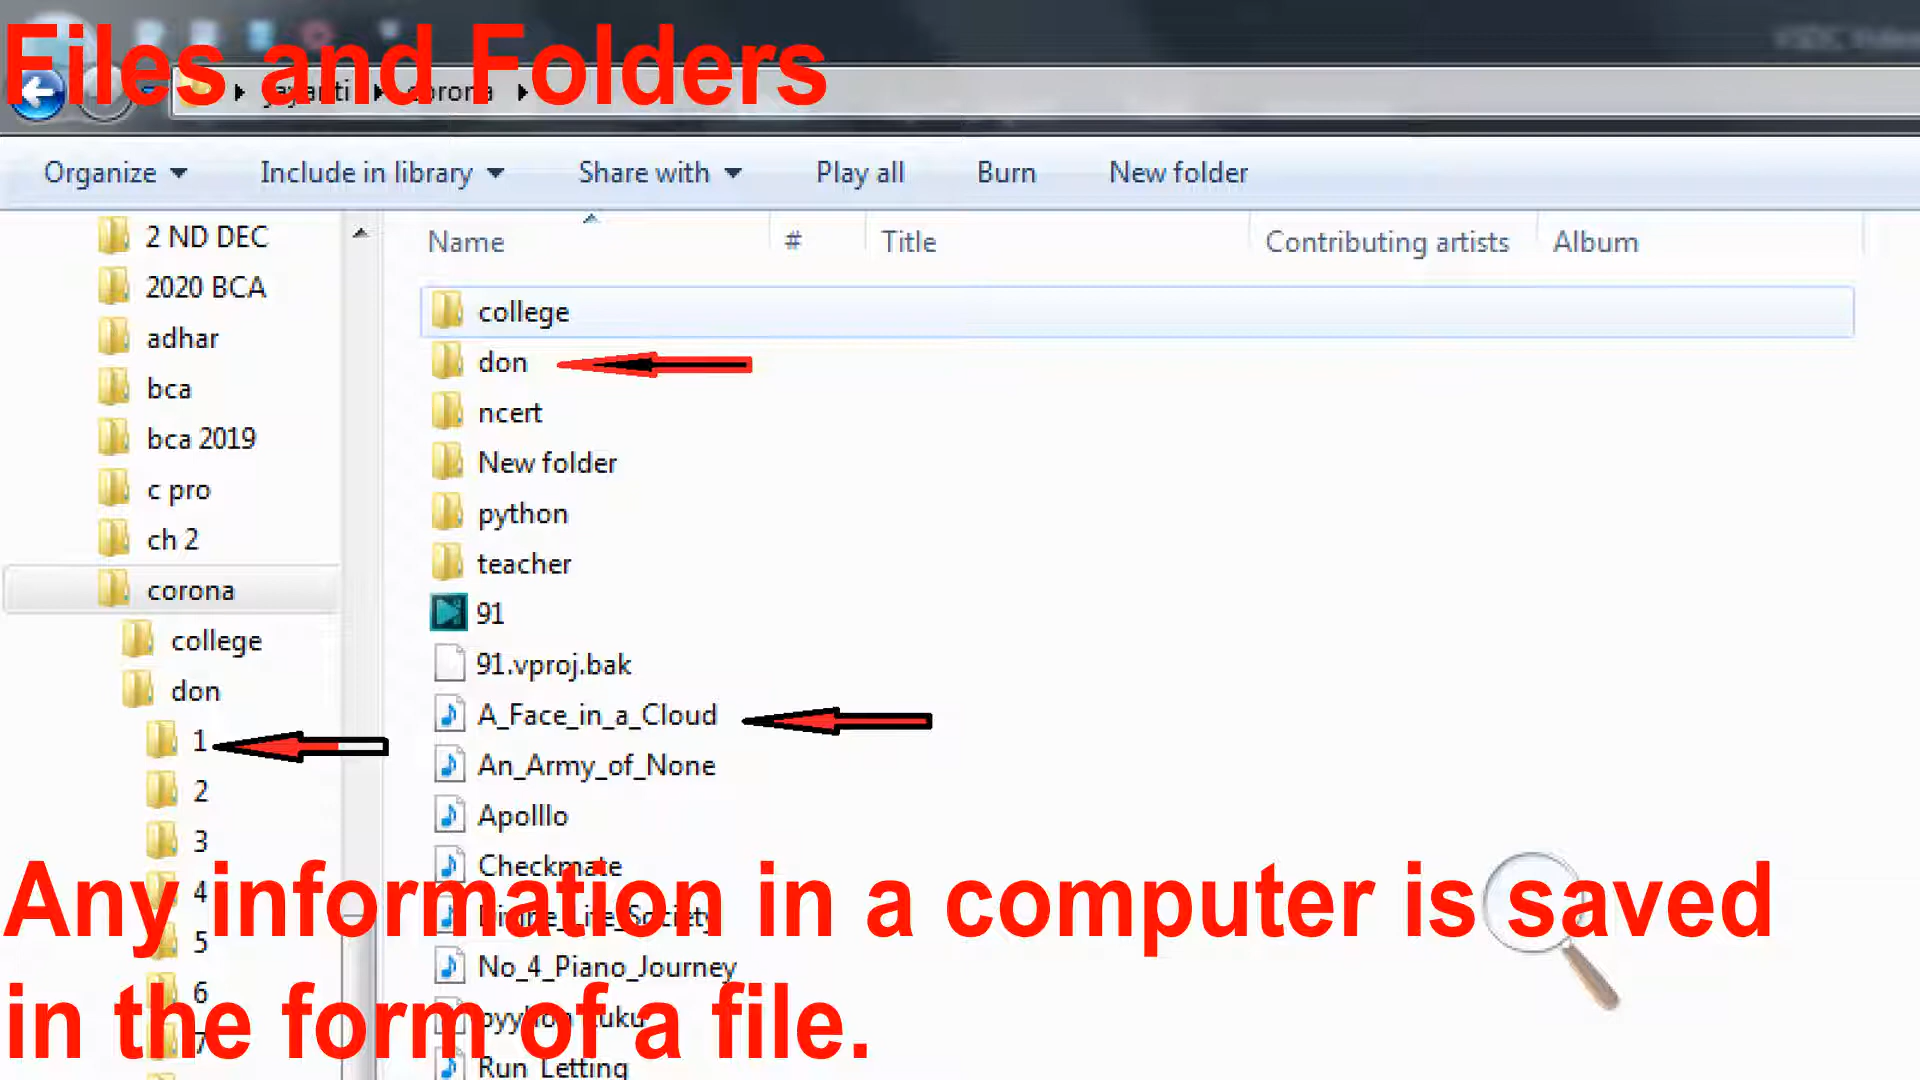 Files and Folders
jayanti corona
Organize Include in library Share with Play all Burn New folder
Name # Title Contributing artists Album
2 ND DEC
2020 BCA
adhar
bca
bca 2019
c pro
ch 2
corona
college
don
1
2
3
4
5
6
7
college
don
ncert
New folder
python
teacher
91
91.vproj.bak
A_Face_in_a_Cloud
An_Army_of_None
Apolllo
Checkmate
No_4_Piano_Journey
Run_Letting
Any information in a computer is saved
in the form of a file.